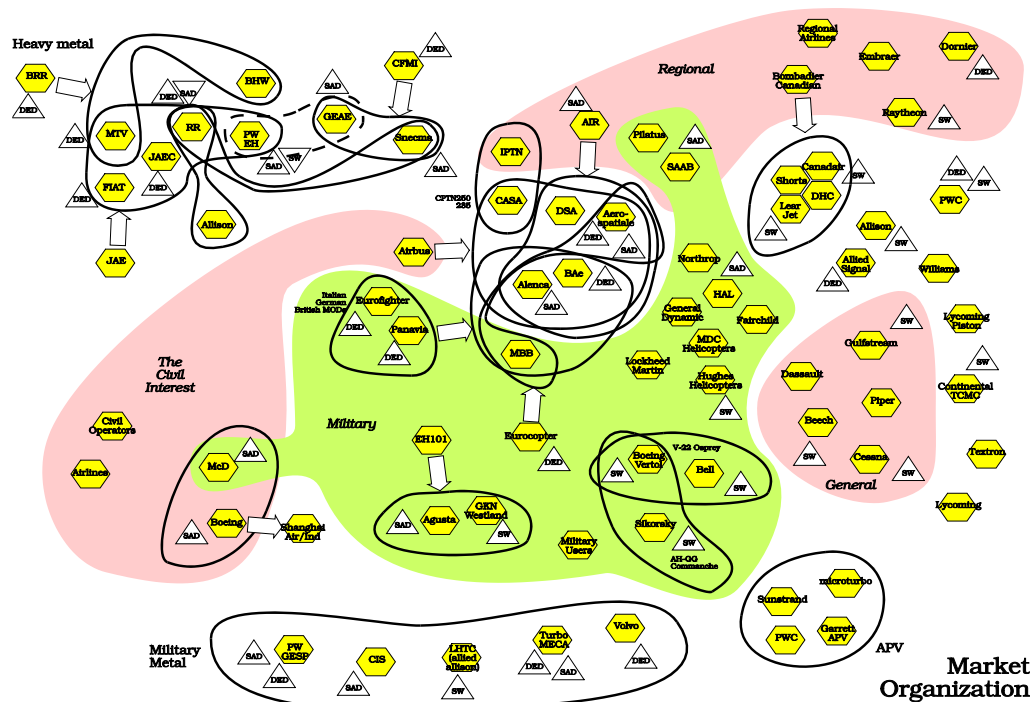 Heavy metal
BRR
DED
BHW
DED
SAD
DED
MTV
RR
PW
EH
JAEC
DED
FIAT
DED
Allison
JAE
SAD
GEAE
SAD
SW
CFMI
DED
Snecma
SAD
Regional
Regional
Airlines
Embraer
Dornier
DED
Bombadier
Canadian
Raytheon
SW
SAD
AIR
Pilatus
SAD
SAAB
IPTN
CPTN250
235
CASA
DSA
Aero-
spatiale
DED
SAD
BAe
DED
Alenca
SAD
MBB
Canadair
SW
Shorts
DHC
Lear
Jet
SW
DED
SW
PWC
Allison
SW
Allied
Signal
DED
Williams
Airbus
Italian
German
British MODs
Eurofighter
DED
Panavia
DED
Northrop
SAD
HAL
General
Dynamic
Fairchild
MDC
Helicopters
Lockheed
Martin
Hughes
Helicopters
SW
SW
Gulfstream
Dassault
Piper
Beech
SW
Cessna
SW
General
Lycoming
Piston
SW
Continental
TCMC
Textron
Lycoming
The
Civil
Interest
Civil
Operators
Airlines
McD
SAD
SAD
Boeing
Shanghai
Air/Ind
Military
EH101
Eurocopter
DED
SAD
Agusta
GKN
Westland
SW
Military
Users
V-22 Osprey
Boeing
Vertol
SW
Bell
SW
Sikorsky
SW
AH-GG
Commanche
Sunstrand
microturbo
PWC
Garrett
APV
APV
Military
Metal
SAD
PW
GESP
DED
CIS
SAD
LHTC
(allied
allison)
SW
Turbo
MECA
DED
SAD
Volvo
DED
Market
Organization